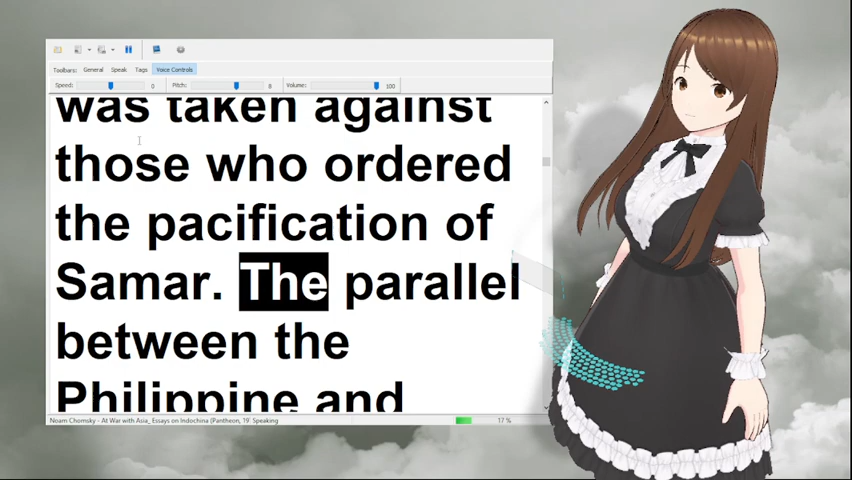 Toolbars: General Speak Tags Voice Controls
Speed: 0 Pitch: 8 Volume: 100
was taken against
those who ordered
the pacification of
Samar. The parallel
between the
Philippine and
Noam Chomsky - At War with Asia_ Essays on Indochina (Pantheon, 19 Speaking 17 %